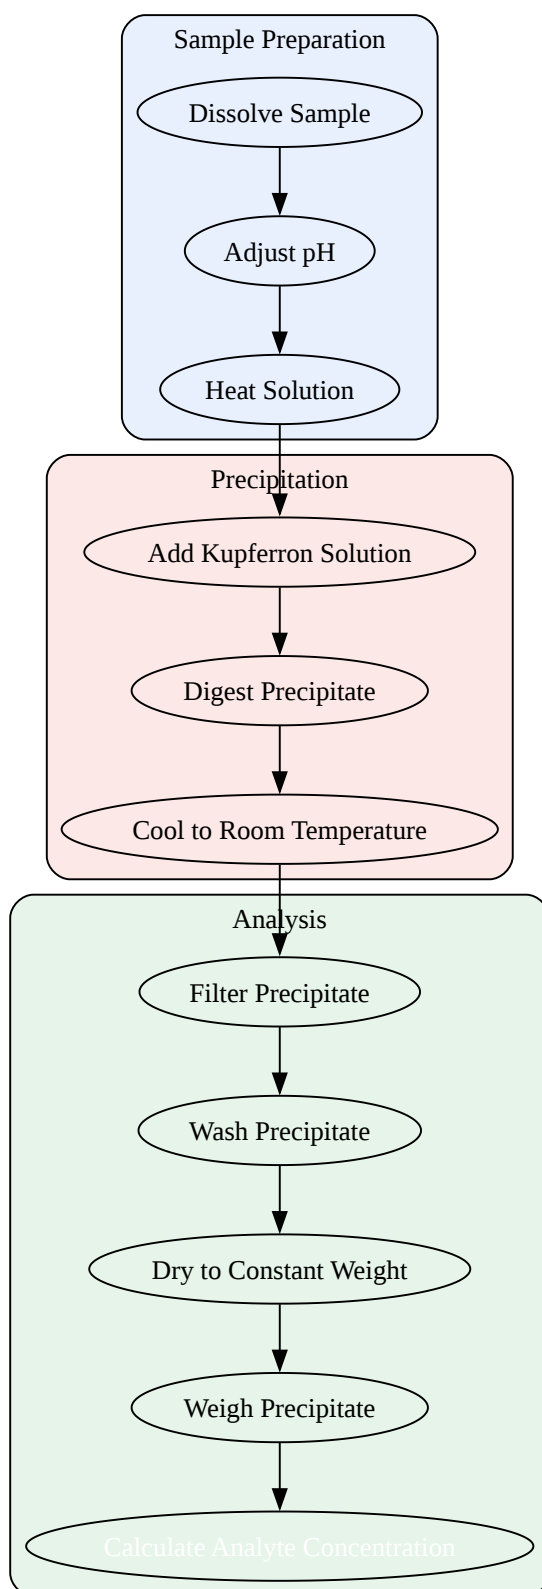 Sample Preparation
Dissolve Sample
Adjust pH
Heat Solution
Precipitation
Add Kupferron Solution
Digest Precipitate
Cool to Room Temperature
Analysis
Filter Precipitate
Wash Precipitate
Dry to Constant Weight
Weigh Precipitate
Calculate Analyte Concentration